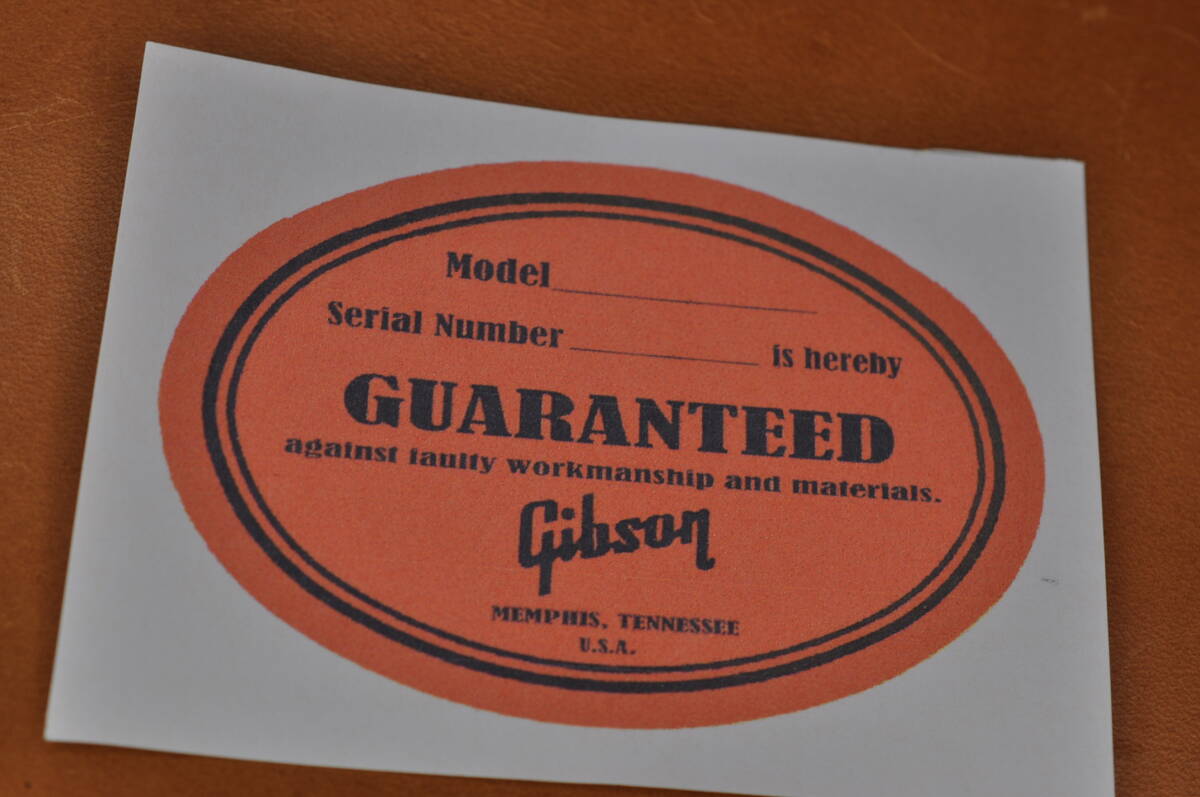 Model
Serial Number is hereby
GUARANTEED
against faulty workmanship and materials.
Gibson
MEMPHIS, TENNESSEE
U.S.A.